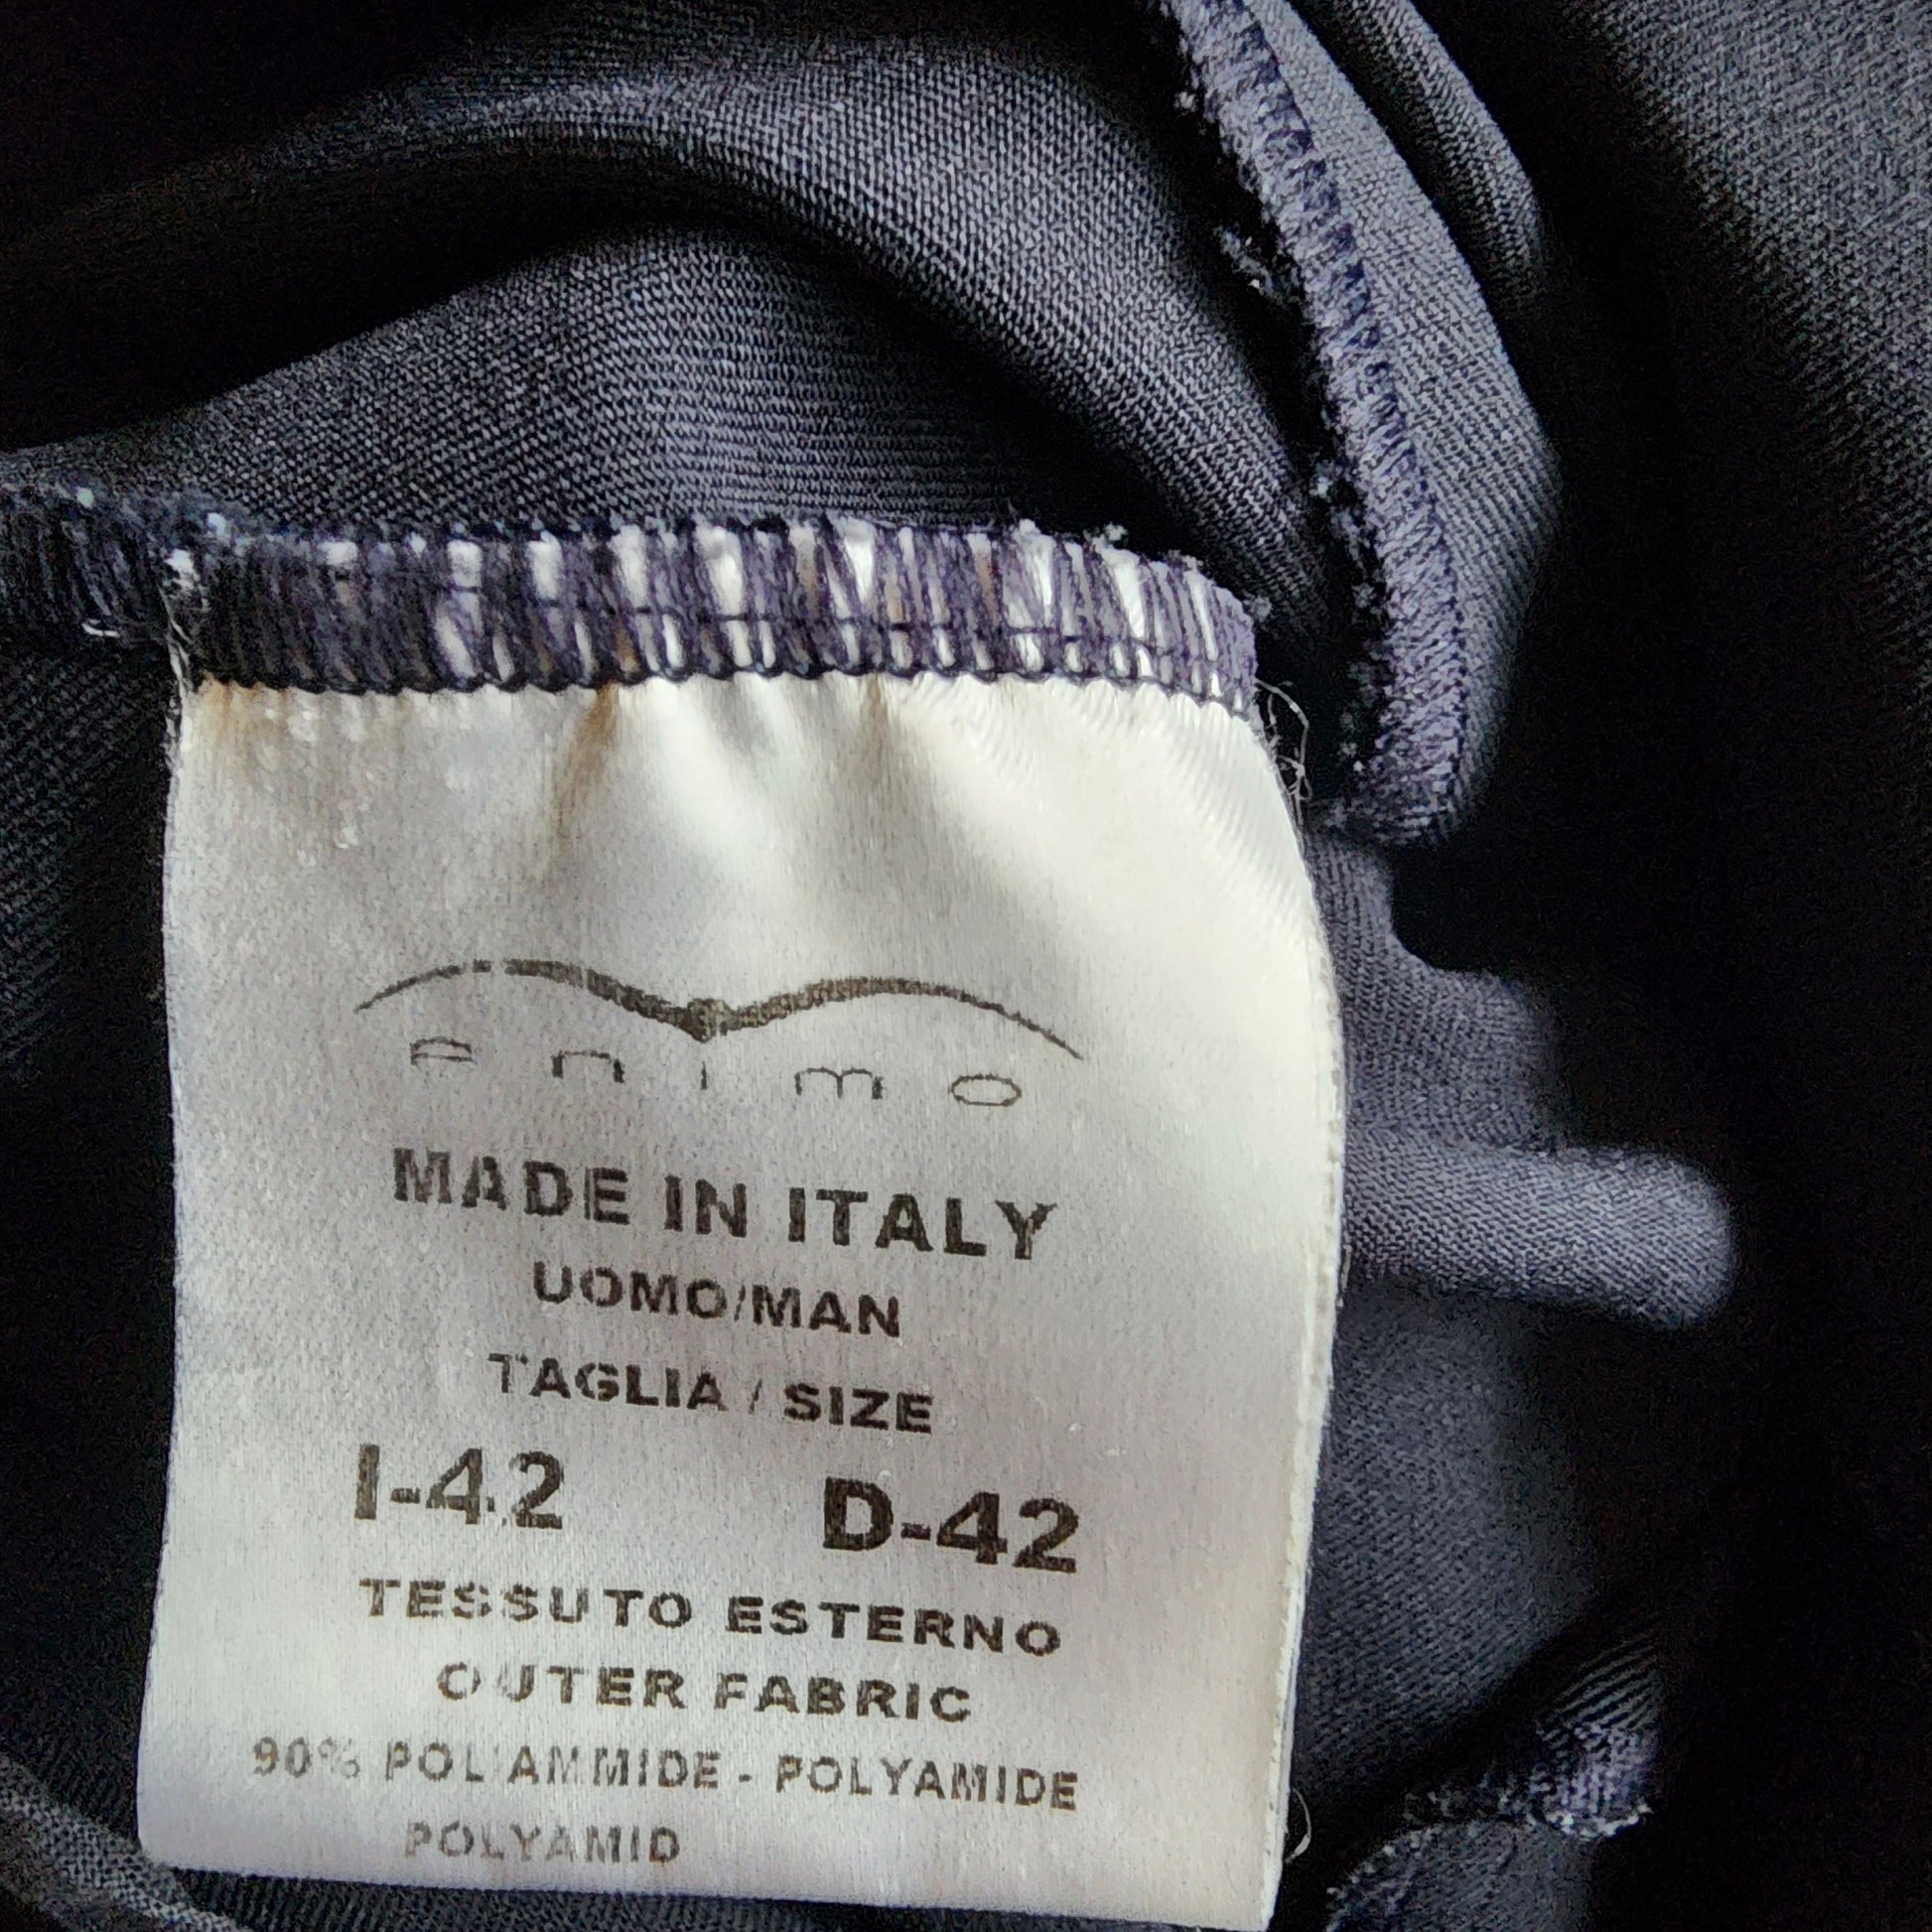 animo
MADE IN ITALY
UOMO/MAN
TAGLIA / SIZE
I-42 D-42
TESSUTO ESTERNO
OUTER FABRIC
90% POLIAMMIDE - POLYAMIDE
POLYAMID